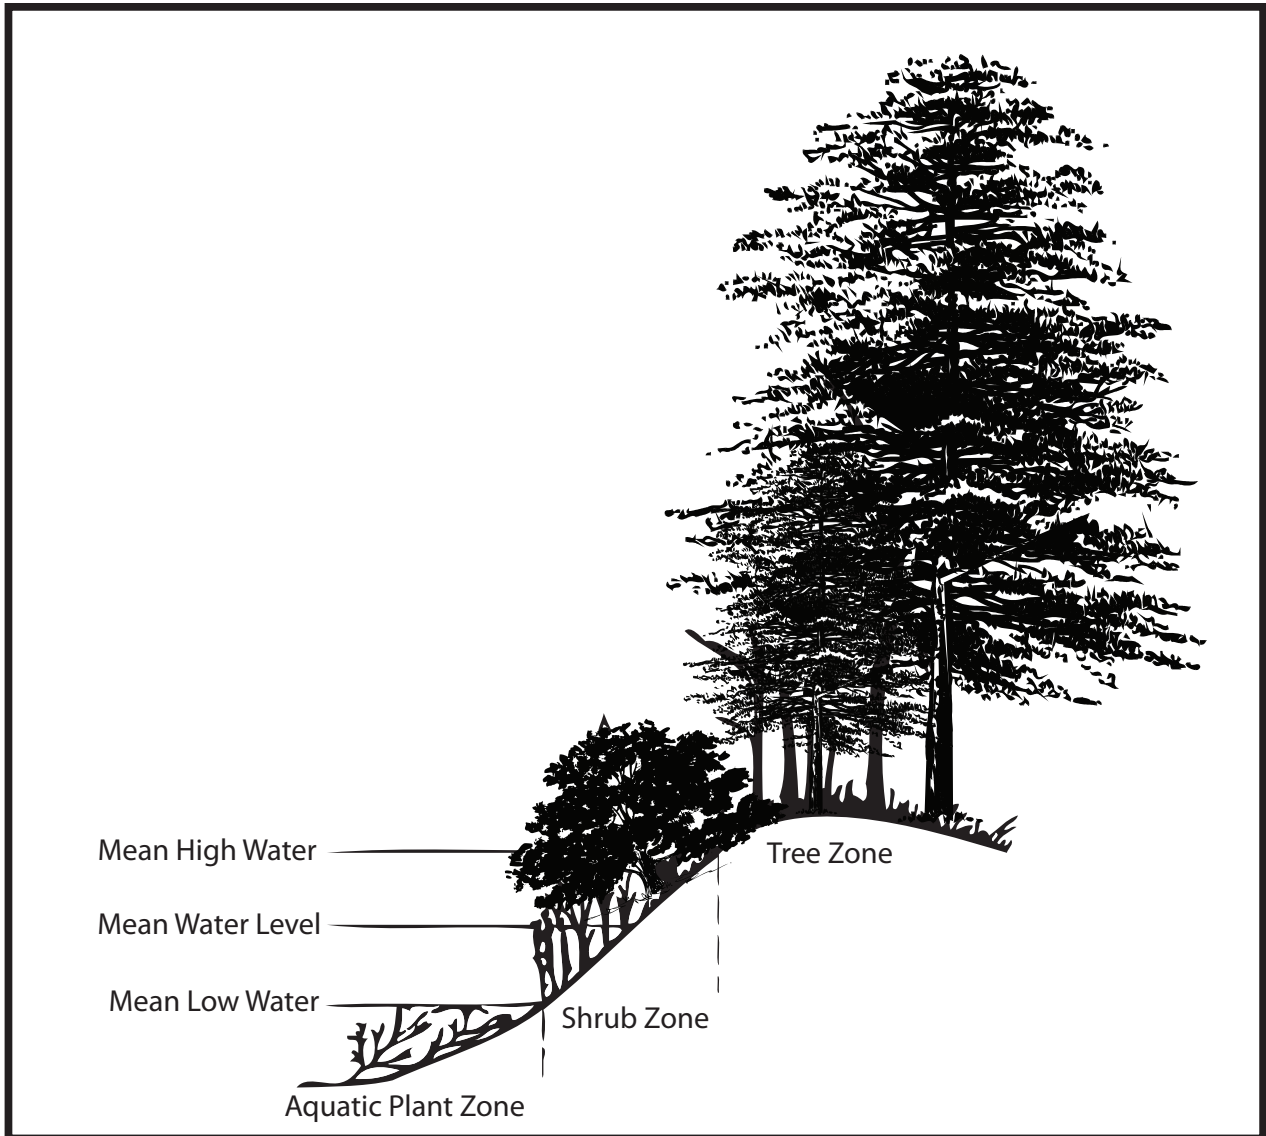 Mean High Water
Tree Zone
Mean Water Level
Mean Low Water
Shrub Zone
Aquatic Plant Zone